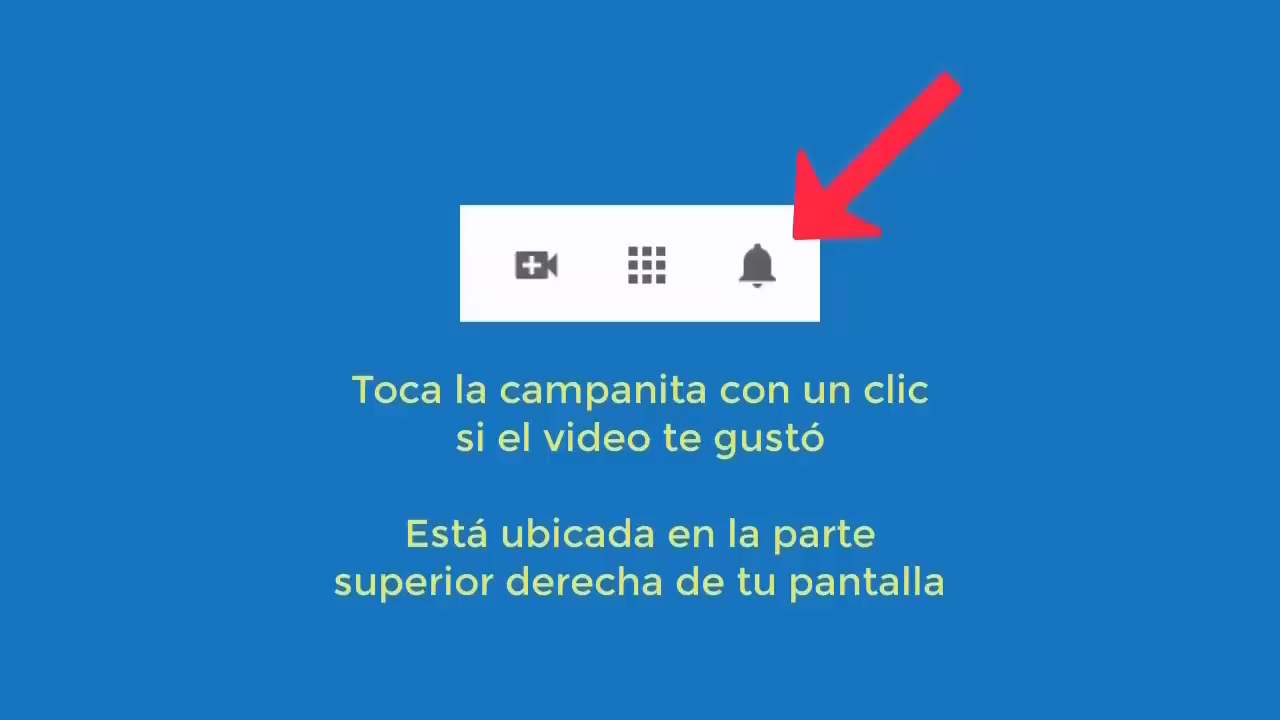 Toca la campanita con un clic
si el video te gustó
Está ubicada en la parte
superior derecha de tu pantalla